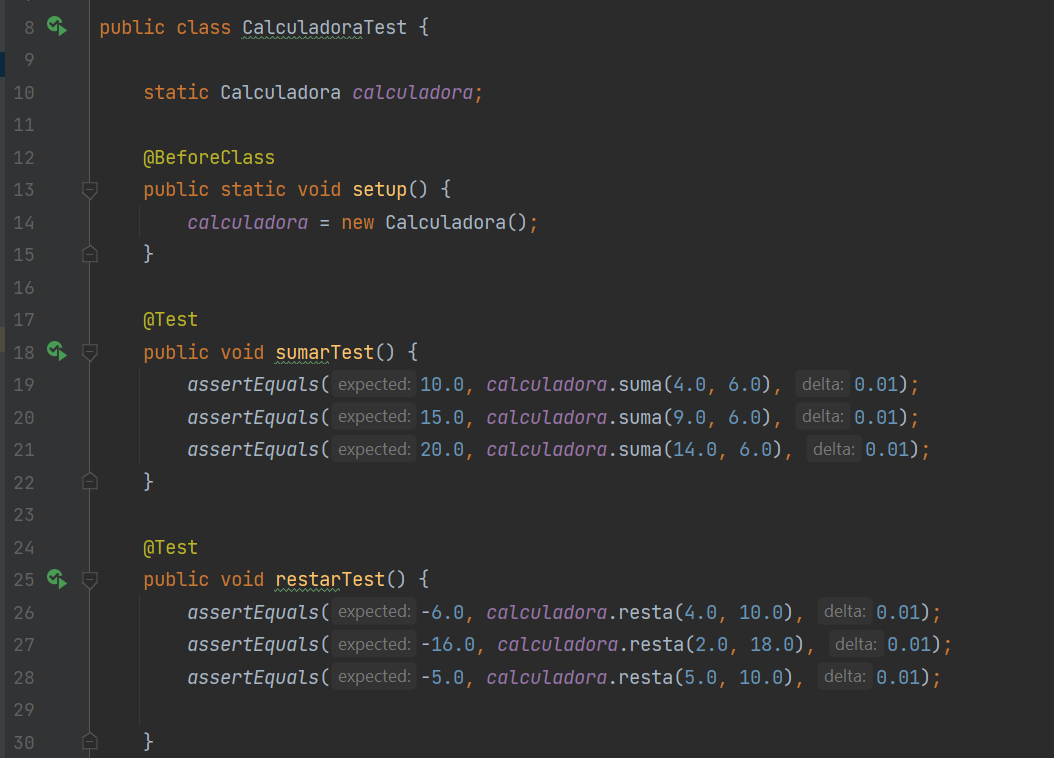 8 public class CalculadoraTest {
9
10 static Calculadora calculadora;
11
12 @BeforeClass
13 public static void setup() {
14 calculadora = new Calculadora();
15 }
16
17 @Test
18 public void sumarTest() {
19 assertEquals( expected: 10.0, calculadora.suma(4.0, 6.0), delta: 0.01);
20 assertEquals( expected: 15.0, calculadora.suma(9.0, 6.0), delta: 0.01);
21 assertEquals( expected: 20.0, calculadora.suma(14.0, 6.0), delta: 0.01);
22 }
23
24 @Test
25 public void restarTest() {
26 assertEquals( expected: -6.0, calculadora.resta(4.0, 10.0), delta: 0.01);
27 assertEquals( expected: -16.0, calculadora.resta(2.0, 18.0), delta: 0.01);
28 assertEquals( expected: -5.0, calculadora.resta(5.0, 10.0), delta: 0.01);
29
30 }